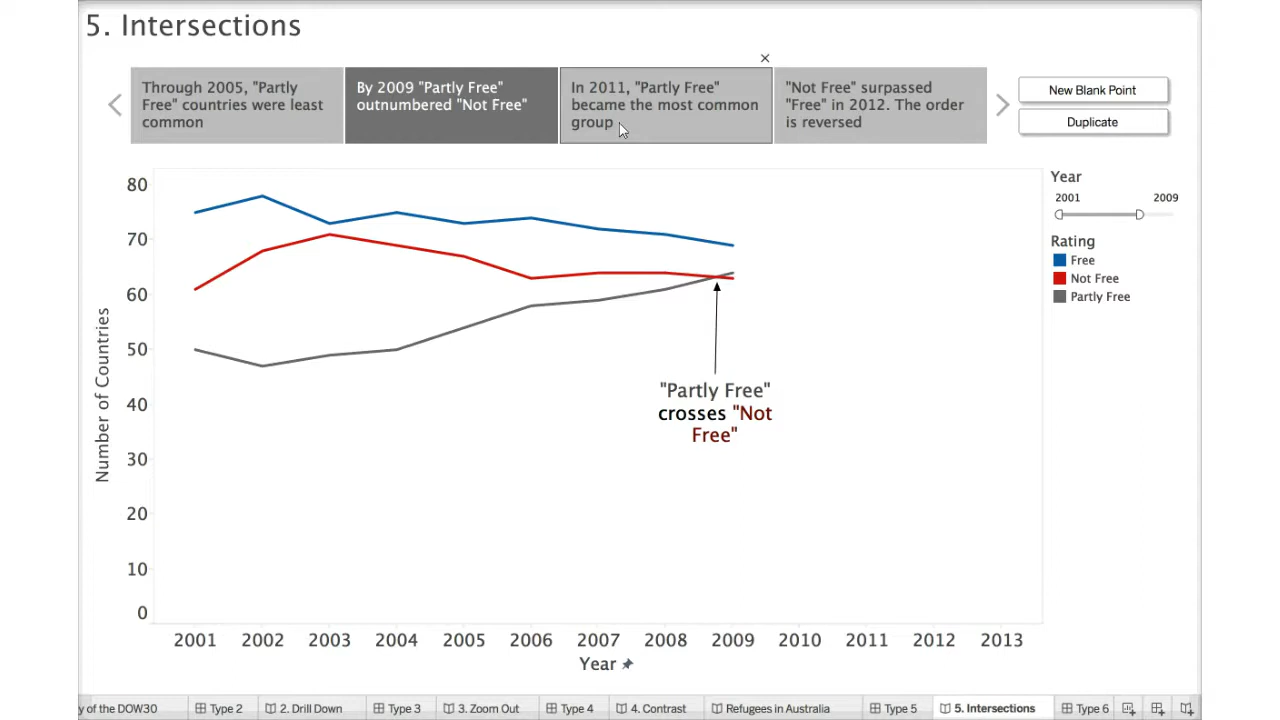 5. Intersections
Through 2005, "Partly
Free" countries were least
common
By 2009 "Partly Free"
outnumbered "Not Free"
In 2011, "Partly Free"
became the most common
group
"Not Free" surpassed
"Free" in 2012. The order
is reversed
New Blank Point
Duplicate
Year
2001 2009
Rating
Free
Not Free
Partly Free
Number of Countries
80
70
60
50
40
30
20
10
0
"Partly Free"
crosses "Not
Free"
2001 2002 2003 2004 2005 2006 2007 2008 2009 2010 2011 2012 2013
Year
y of the DOW30 Type 2 2. Drill Down Type 3 3. Zoom Out Type 4 4. Contrast Refugees in Australia Type 5 5. Intersections Type 6